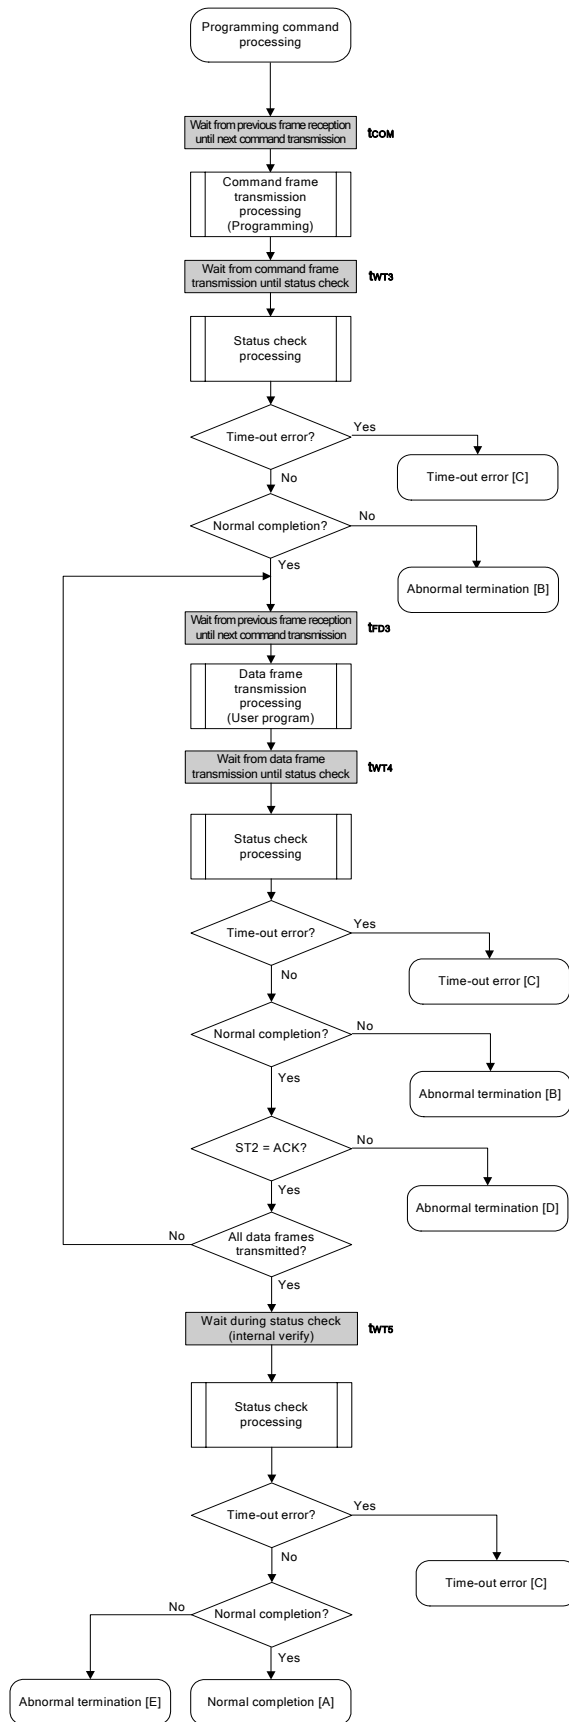 Programming command
processing
Wait from previous frame reception
until next command transmission
tCOM
Command frame
transmission
processing
(Programming)
Wait from command frame
transmission until status check
tWT3
Status check
processing
Time-out error?
Yes
Time-out error [C]
No
Normal completion?
No
Abnormal termination [B]
Yes
Wait from previous frame reception
until next command transmission
tFD3
Data frame
transmission
processing
(User program)
Wait from data frame
transmission until status check
tWT4
Status check
processing
Time-out error?
Yes
Time-out error [C]
No
Normal completion?
No
Abnormal termination [B]
Yes
ST2 = ACK?
No
Abnormal termination [D]
Yes
No
All data frames
transmitted?
Yes
Wait during status check
(internal verify)
tWT5
Status check
processing
Time-out error?
Yes
Time-out error [C]
No
No
Normal completion?
Yes
Abnormal termination [E]
Normal completion [A]